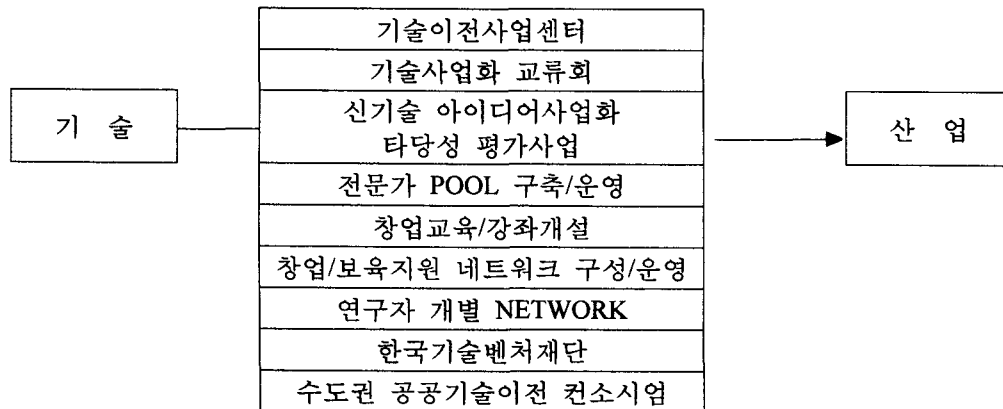 기술이전사업센터
기술사업화 교류회
기 술
신기술 아이디어사업화
타당성 평가사업
산 업
전문가 POOL 구축/운영
창업교육/강좌개설
창업/보육지원 네트워크 구성/운영
연구자 개별 NETWORK
한국기술벤처재단
수도권 공공기술이전 컨소시엄